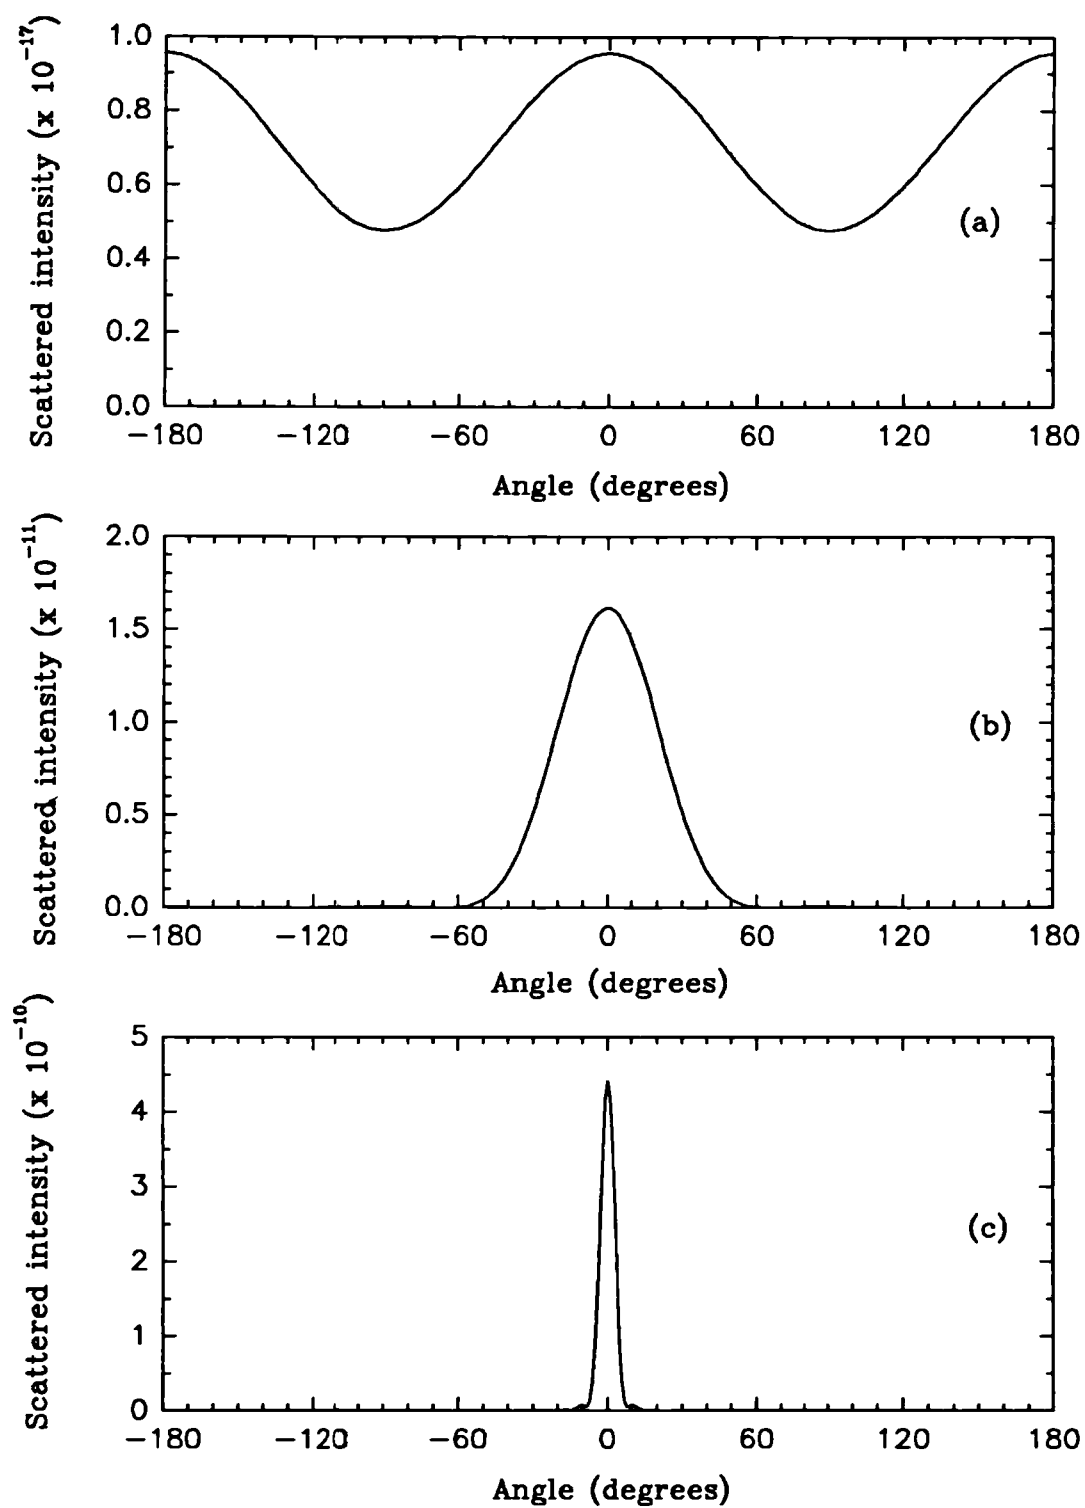 Scattered intensity (x 10⁻¹⁷)
1.0
0.8
0.6
0.4
0.2
0.0
(a)
−180 −120 −60 0 60 120 180
Angle (degrees)
Scattered intensity (x 10⁻¹¹)
2.0
1.5
1.0
0.5
0.0
(b)
−180 −120 −60 0 60 120 180
Angle (degrees)
Scattered intensity (x 10⁻¹⁰)
5
4
3
2
1
0
(c)
−180 −120 −60 0 60 120 180
Angle (degrees)